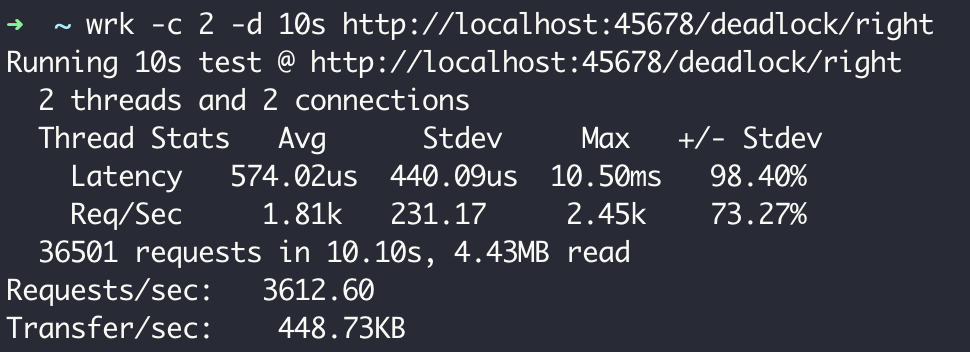 ➜  ~ wrk -c 2 -d 10s http://localhost:45678/deadlock/right
Running 10s test @ http://localhost:45678/deadlock/right
  2 threads and 2 connections
  Thread Stats   Avg      Stdev     Max   +/- Stdev
    Latency   574.02us  440.09us  10.50ms   98.40%
    Req/Sec     1.81k   231.17     2.45k    73.27%
  36501 requests in 10.10s, 4.43MB read
Requests/sec:   3612.60
Transfer/sec:    448.73KB